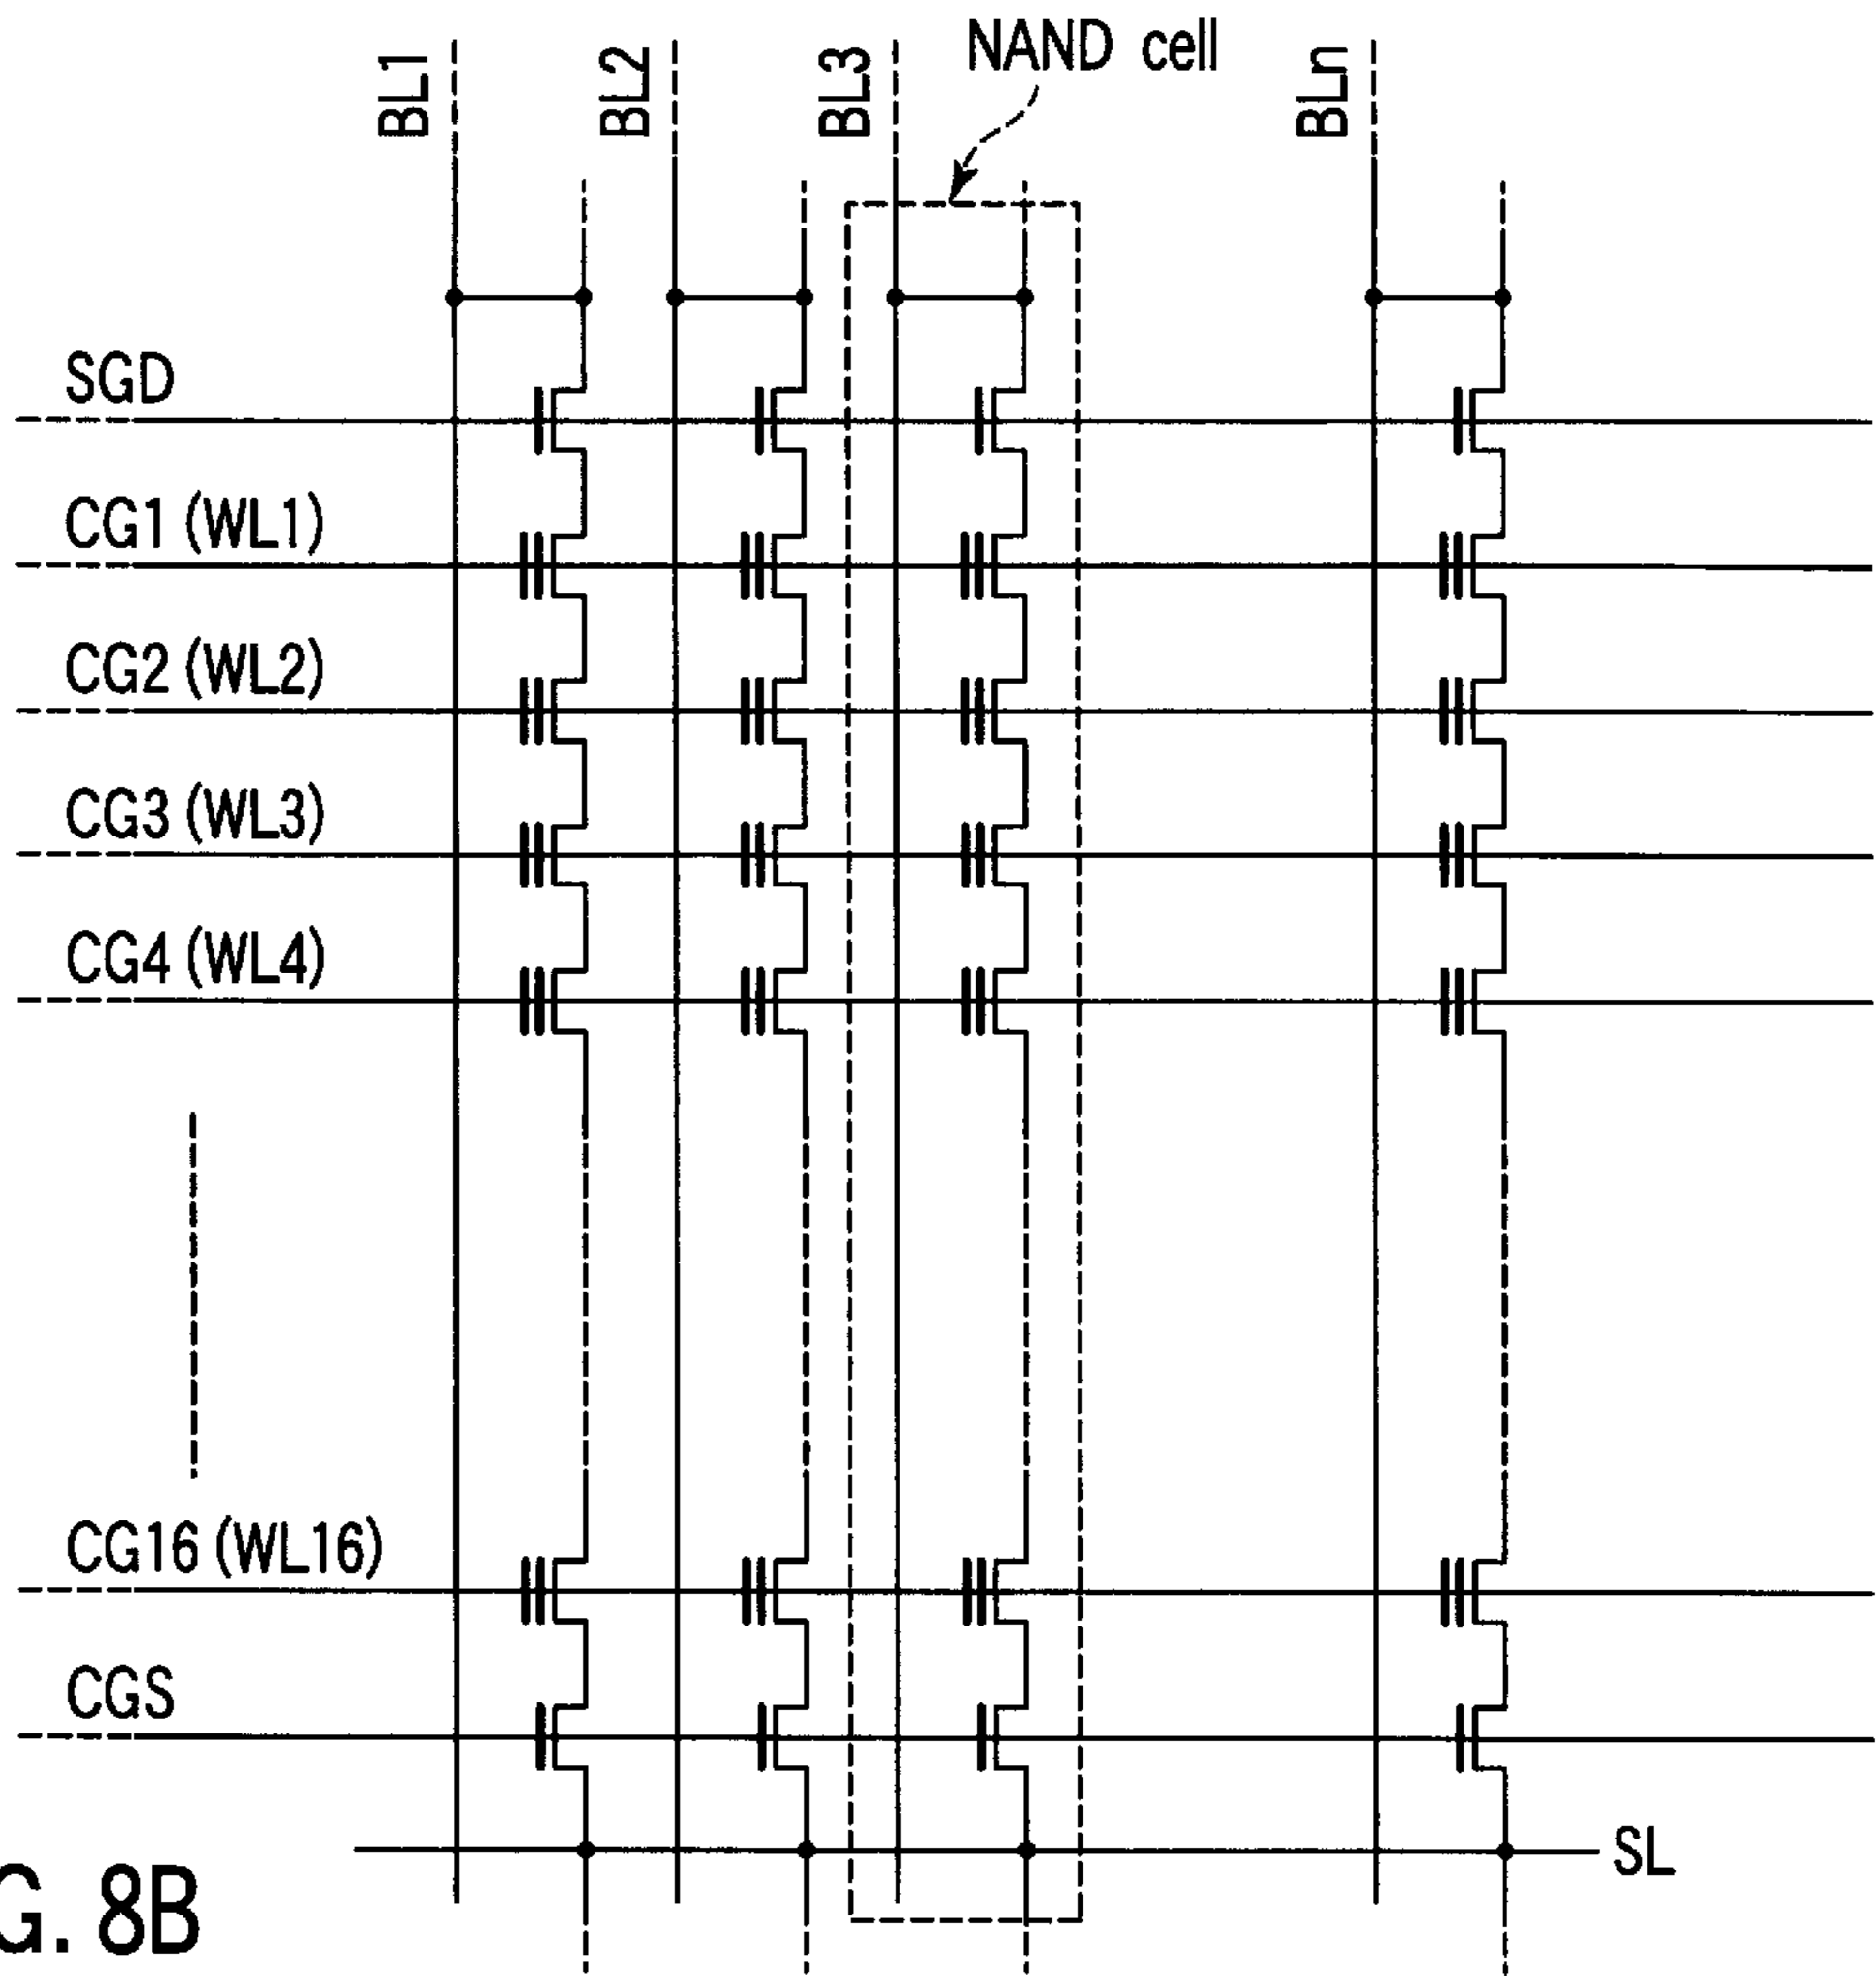 BL1
BL2
BL3
NAND cell
BLn
SGD
CG1 (WL1)
CG2 (WL2)
CG3 (WL3)
CG4 (WL4)
CG16 (WL16)
CGS
SL
G. 8B